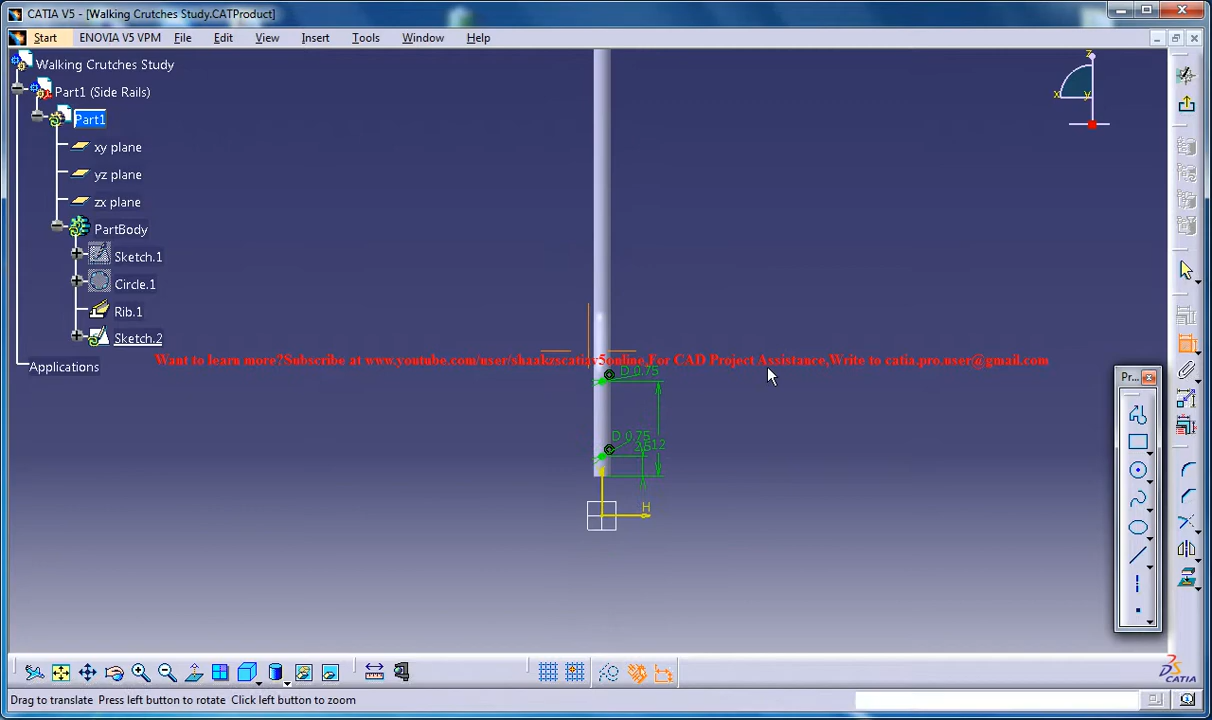 CATIA V5 - [Walking Crutches Study.CATProduct]
Start ENOVIA V5 VPM File Edit View Insert Tools Window Help
Walking Crutches Study
Part1 (Side Rails)
Part1
xy plane
yz plane
zx plane
PartBody
Sketch.1
Circle.1
Rib.1
Sketch.2
Applications
z
x
y
Want to learn more?Subscribe at www.youtube.com/user/shaakzscatiav5online,For CAD Project Assistance,Write to catia.pro.user@gmail.com
D 0.75
D 0.75
12
H
Pr...
Drag to translate Press left button to rotate Click left button to zoom
CATIA